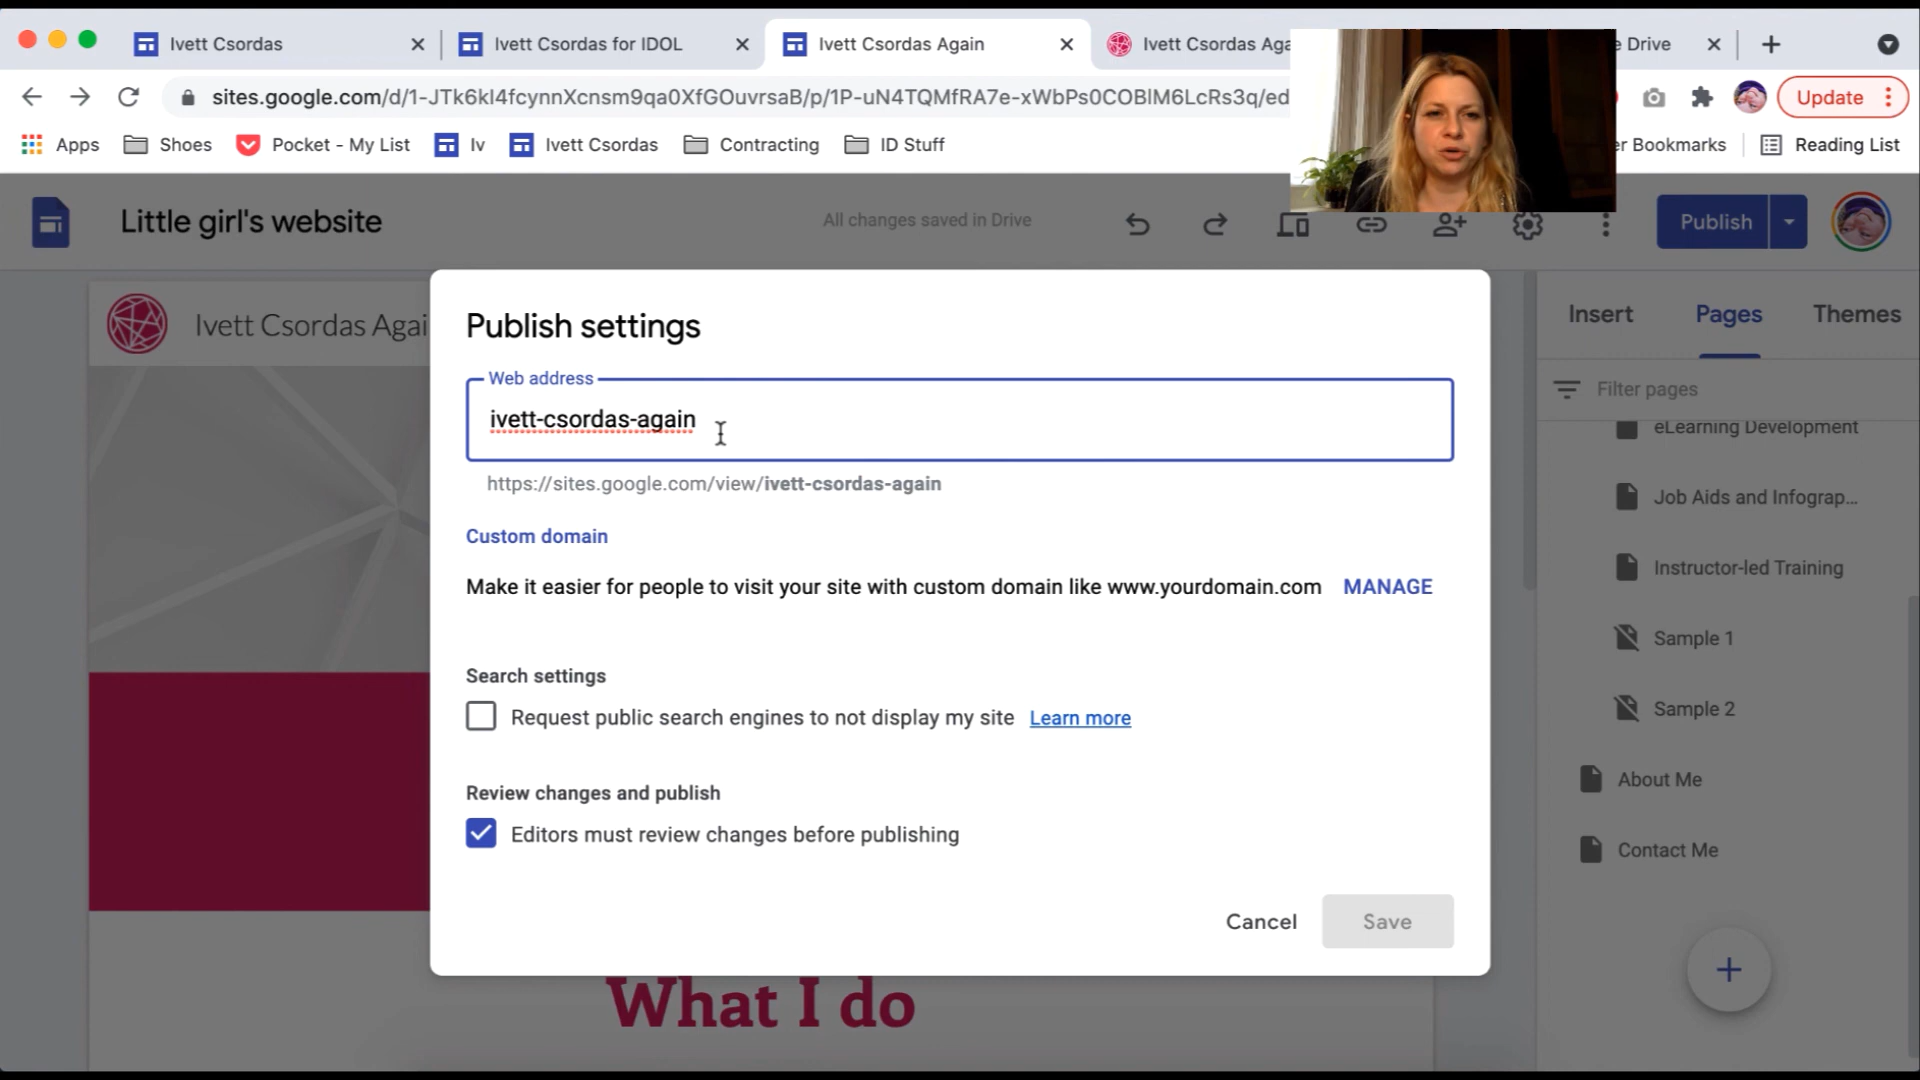 Ivett Csordas
Ivett Csordas for IDOL
Ivett Csordas Again
Ivett Csordas Aga
e Drive
sites.google.com/d/1-JTk6kI4fcynnXcnsm9qa0XfGOuvrsaB/p/1P-uN4TQMfRA7e-xWbPs0COBlM6LcRs3q/ed
Update
Apps
Shoes
Pocket - My List
Iv
Ivett Csordas
Contracting
ID Stuff
er Bookmarks
Reading List
Little girl's website
All changes saved in Drive
Publish
Ivett Csordas Agai
Insert
Pages
Themes
Filter pages
eLearning Development
Job Aids and Infograp...
Instructor-led Training
Sample 1
Sample 2
About Me
Contact Me
Publish settings
Web address
ivett-csordas-again
https://sites.google.com/view/ivett-csordas-again
Custom domain
Make it easier for people to visit your site with custom domain like www.yourdomain.com
MANAGE
Search settings
Request public search engines to not display my site Learn more
Review changes and publish
Editors must review changes before publishing
Cancel
Save
What I do